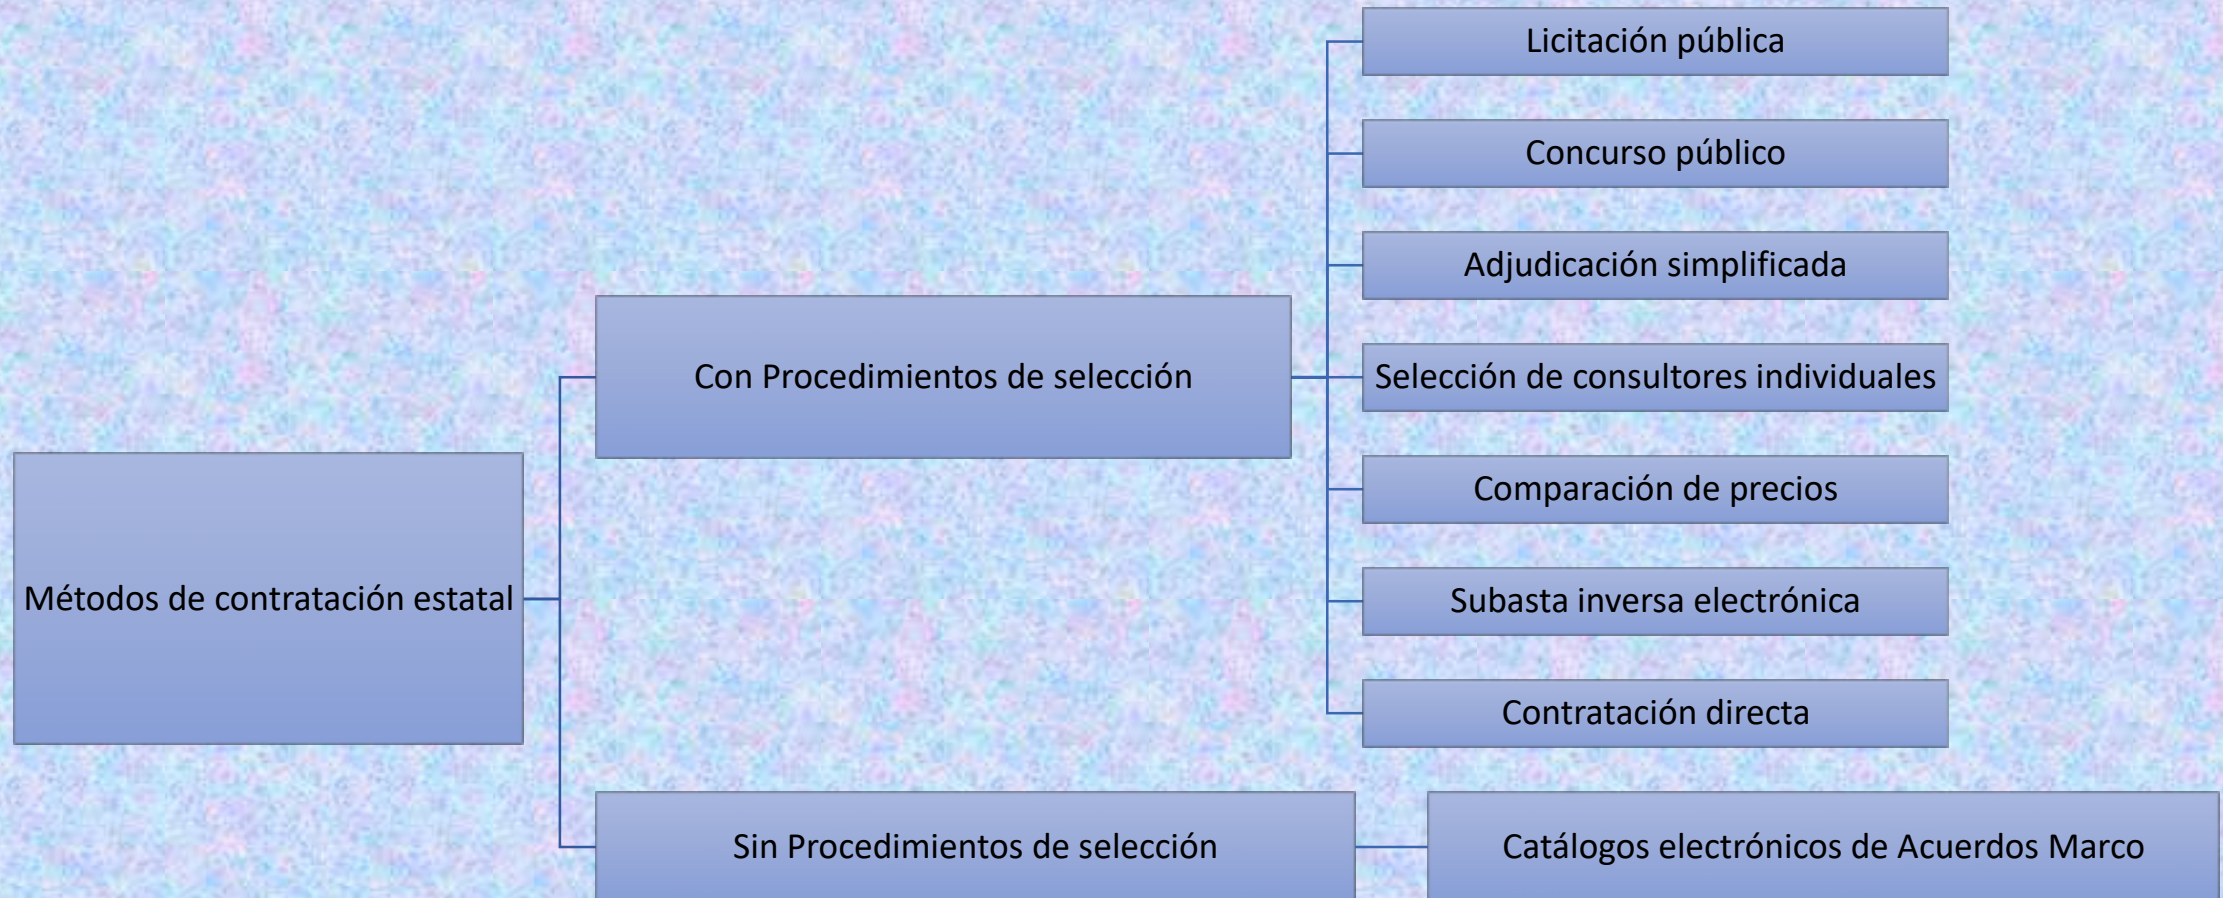 Métodos de contratación estatal
Con Procedimientos de selección
Licitación pública
Concurso público
Adjudicación simplificada
Selección de consultores individuales
Comparación de precios
Subasta inversa electrónica
Contratación directa
Sin Procedimientos de selección
Catálogos electrónicos de Acuerdos Marco